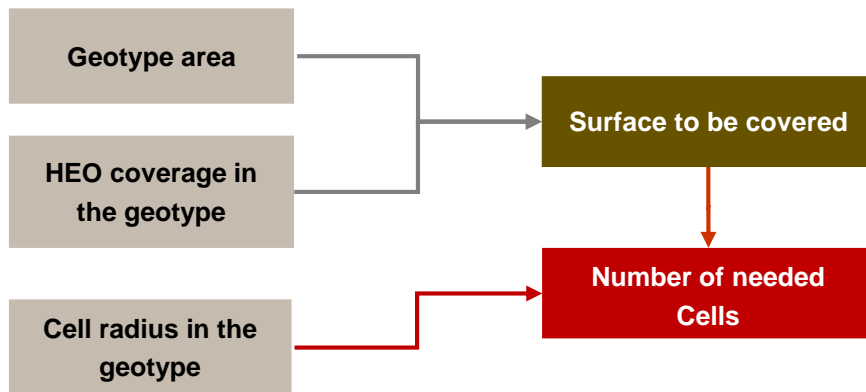 Geotype area
HEO coverage in
the geotype
Cell radius in the
geotype
Surface to be covered
Number of needed
Cells